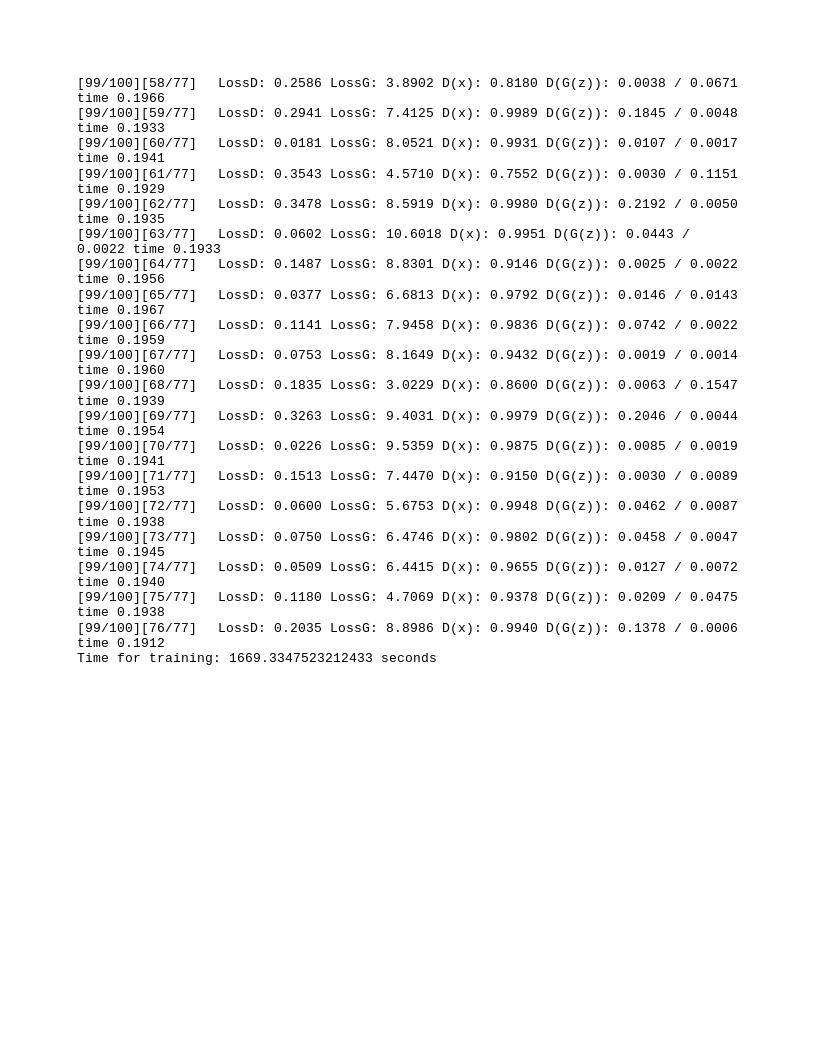 [99/100][58/77] LossD: 0.2586 LossG: 3.8902 D(x): 0.8180 D(G(z)): 0.0038 / 0.0671
time 0.1966
[99/100][59/77] LossD: 0.2941 LossG: 7.4125 D(x): 0.9989 D(G(z)): 0.1845 / 0.0048
time 0.1933
[99/100][60/77] LossD: 0.0181 LossG: 8.0521 D(x): 0.9931 D(G(z)): 0.0107 / 0.0017
time 0.1941
[99/100][61/77] LossD: 0.3543 LossG: 4.5710 D(x): 0.7552 D(G(z)): 0.0030 / 0.1151
time 0.1929
[99/100][62/77] LossD: 0.3478 LossG: 8.5919 D(x): 0.9980 D(G(z)): 0.2192 / 0.0050
time 0.1935
[99/100][63/77] LossD: 0.0602 LossG: 10.6018 D(x): 0.9951 D(G(z)): 0.0443 /
0.0022 time 0.1933
[99/100][64/77] LossD: 0.1487 LossG: 8.8301 D(x): 0.9146 D(G(z)): 0.0025 / 0.0022
time 0.1956
[99/100][65/77] LossD: 0.0377 LossG: 6.6813 D(x): 0.9792 D(G(z)): 0.0146 / 0.0143
time 0.1967
[99/100][66/77] LossD: 0.1141 LossG: 7.9458 D(x): 0.9836 D(G(z)): 0.0742 / 0.0022
time 0.1959
[99/100][67/77] LossD: 0.0753 LossG: 8.1649 D(x): 0.9432 D(G(z)): 0.0019 / 0.0014
time 0.1960
[99/100][68/77] LossD: 0.1835 LossG: 3.0229 D(x): 0.8600 D(G(z)): 0.0063 / 0.1547
time 0.1939
[99/100][69/77] LossD: 0.3263 LossG: 9.4031 D(x): 0.9979 D(G(z)): 0.2046 / 0.0044
time 0.1954
[99/100][70/77] LossD: 0.0226 LossG: 9.5359 D(x): 0.9875 D(G(z)): 0.0085 / 0.0019
time 0.1941
[99/100][71/77] LossD: 0.1513 LossG: 7.4470 D(x): 0.9150 D(G(z)): 0.0030 / 0.0089
time 0.1953
[99/100][72/77] LossD: 0.0600 LossG: 5.6753 D(x): 0.9948 D(G(z)): 0.0462 / 0.0087
time 0.1938
[99/100][73/77] LossD: 0.0750 LossG: 6.4746 D(x): 0.9802 D(G(z)): 0.0458 / 0.0047
time 0.1945
[99/100][74/77] LossD: 0.0509 LossG: 6.4415 D(x): 0.9655 D(G(z)): 0.0127 / 0.0072
time 0.1940
[99/100][75/77] LossD: 0.1180 LossG: 4.7069 D(x): 0.9378 D(G(z)): 0.0209 / 0.0475
time 0.1938
[99/100][76/77] LossD: 0.2035 LossG: 8.8986 D(x): 0.9940 D(G(z)): 0.1378 / 0.0006
time 0.1912
Time for training: 1669.3347523212433 seconds